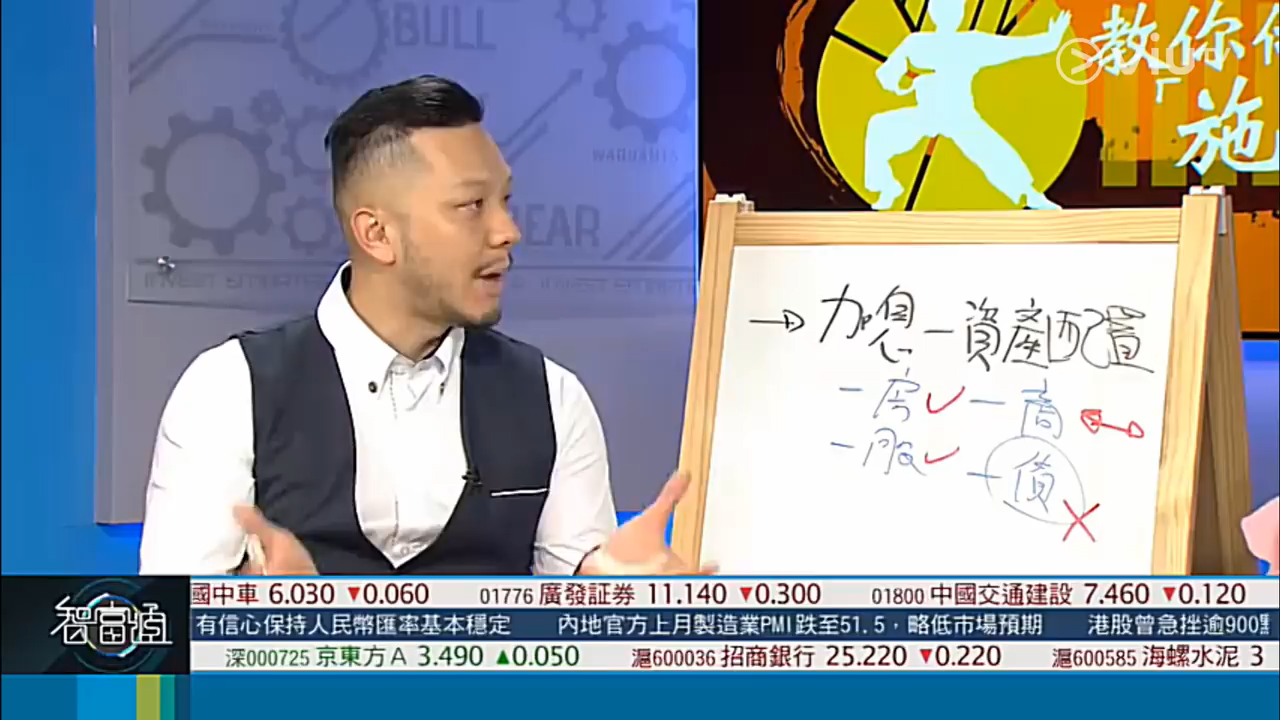 BULL
WARRANTS
BEAR
教你
viu
施
加息－資產配置
－房✓－商
－股✓
－債
國中車 6.030 ▼0.060 01776 廣發証券 11.140 ▼0.300 01800 中國交通建設 7.460 ▼0.120
智富通
有信心保持人民幣匯率基本穩定 內地官方上月製造業PMI跌至51.5，略低市場預期 港股曾急挫逾900
深000725 京東方A 3.490 ▲0.050 滬600036 招商銀行 25.220 ▼0.220 滬600585 海螺水泥 3